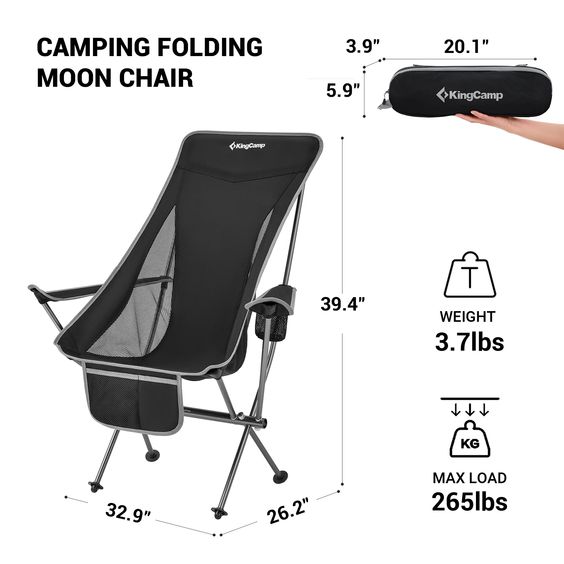 CAMPING FOLDING
MOON CHAIR
3.9”
20.1”
5.9”
KingCamp
KingCamp
39.4”
32.9”
26.2”
T
WEIGHT
3.7lbs
KG
MAX LOAD
265lbs